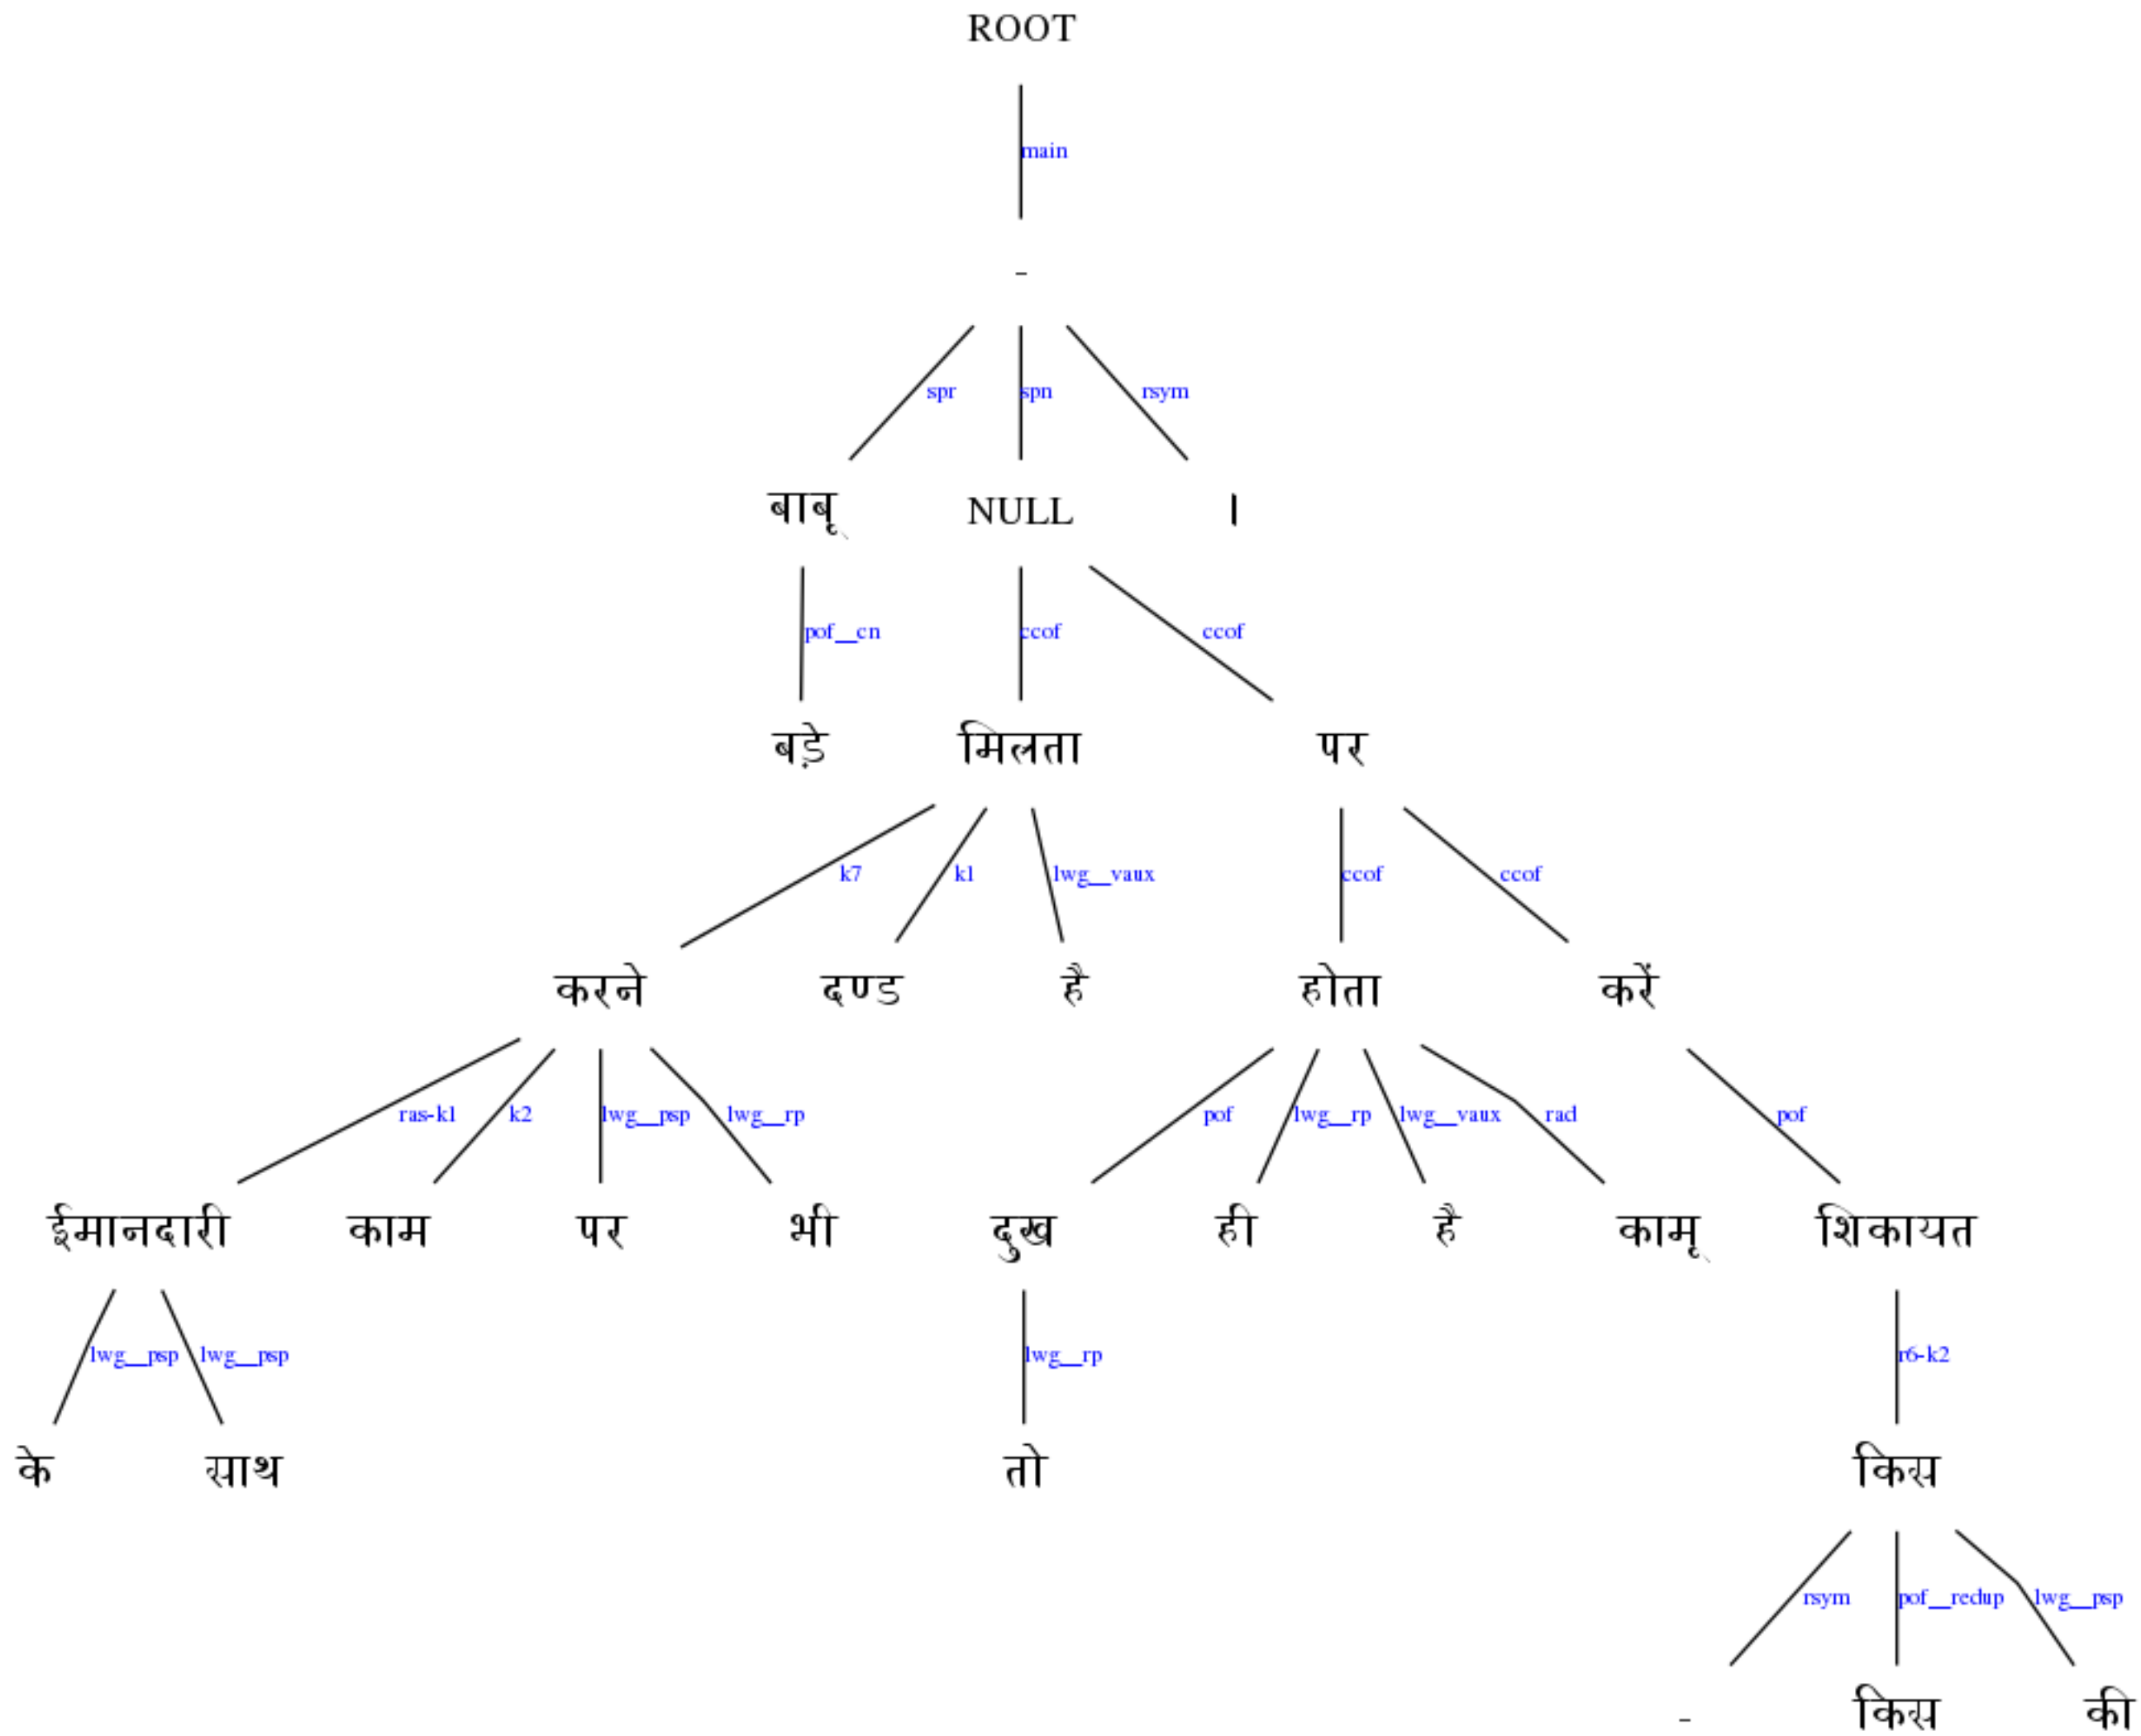 ROOT
main
-
spr spn rsym
बाबू NULL ।
pof__cn ccof ccof
बड़े मिलता पर
k7 k1 lwg__vaux ccof ccof
करने दण्ड है होता करें
ras-k1 k2 lwg__psp lwg__rp pof lwg__rp lwg__vaux rad pof
ईमानदारी काम पर भी दुख ही है कामू शिकायत
lwg__psp lwg__psp lwg__rp r6-k2
के साथ तो किस
rsym pof__redup lwg__psp
- किस की